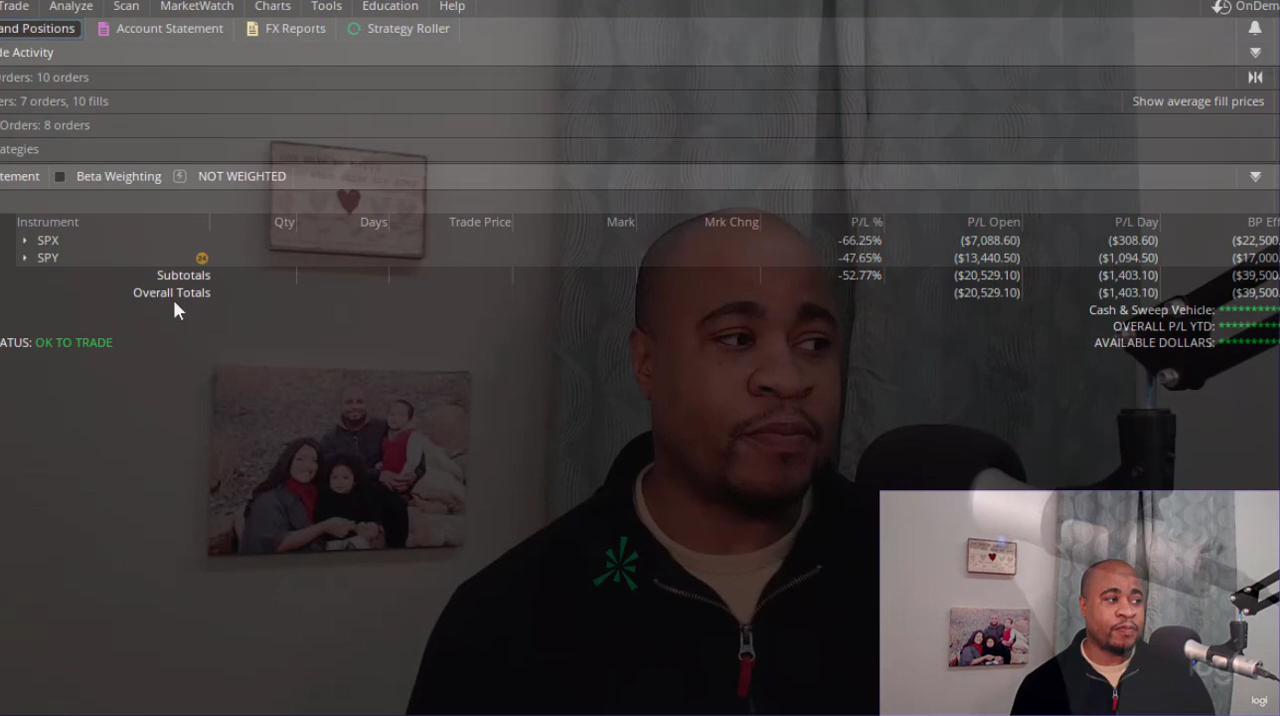 Trade Analyze Scan MarketWatch Charts Tools Education Help OnDem
and Positions Account Statement FX Reports Strategy Roller
de Activity
Orders: 10 orders
ers: 7 orders, 10 fills Show average fill prices
Orders: 8 orders
ategies
tement Beta Weighting NOT WEIGHTED
Instrument Qty Days Trade Price Mark Mrk Chng P/L % P/L Open P/L Day BP Eff
SPX -66.25% ($7,088.60) ($308.60) ($22,500
SPY 24 -47.65% ($13,440.50) ($1,094.50) ($17,000
Subtotals -52.77% ($20,529.10) ($1,403.10) ($39,500
Overall Totals ($20,529.10) ($1,403.10) ($39,500
Cash & Sweep Vehicle: *********
OVERALL P/L YTD: *********
ATUS: OK TO TRADE AVAILABLE DOLLARS: *********
logi